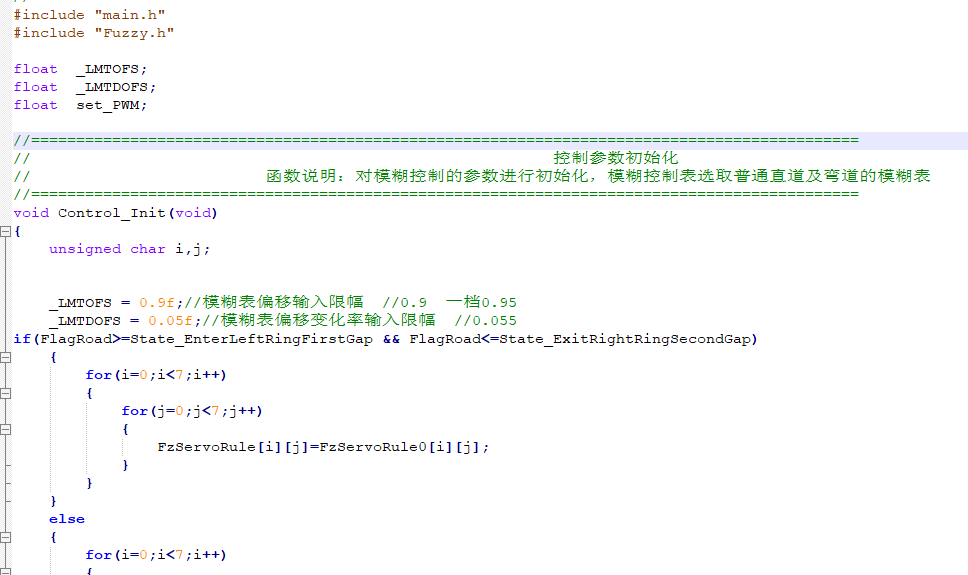 #include "main.h"
#include "Fuzzy.h"
float  _LMTOFS;
float  _LMTDOFS;
float  set_PWM;
//============================================================================================
//                                                          控制参数初始化
//                          函数说明：对模糊控制的参数进行初始化，模糊控制表选取普通直道及弯道的模糊表
//============================================================================================
void Control_Init(void)
{
    unsigned char i,j;
    _LMTOFS = 0.9f;//模糊表偏移输入限幅  //0.9  一档0.95
    _LMTDOFS = 0.05f;//模糊表偏移变化率输入限幅  //0.055
if(FlagRoad>=State_EnterLeftRingFirstGap && FlagRoad<=State_ExitRightRingSecondGap)
    {
        for(i=0;i<7;i++)
        {
            for(j=0;j<7;j++)
            {
                FzServoRule[i][j]=FzServoRule0[i][j];
            }
        }
    }
    else
    {
        for(i=0;i<7;i++)
        {